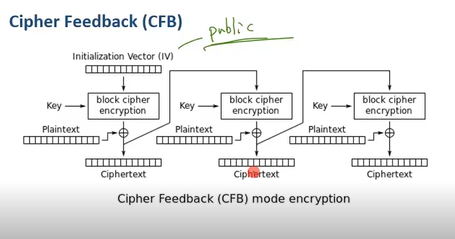 Cipher Feedback (CFB)
public
Initialization Vector (IV)
Key
block cipher encryption
Key
block cipher encryption
Key
block cipher encryption
Plaintext
Plaintext
Plaintext
Ciphertext
Ciphertext
Ciphertext
Cipher Feedback (CFB) mode encryption